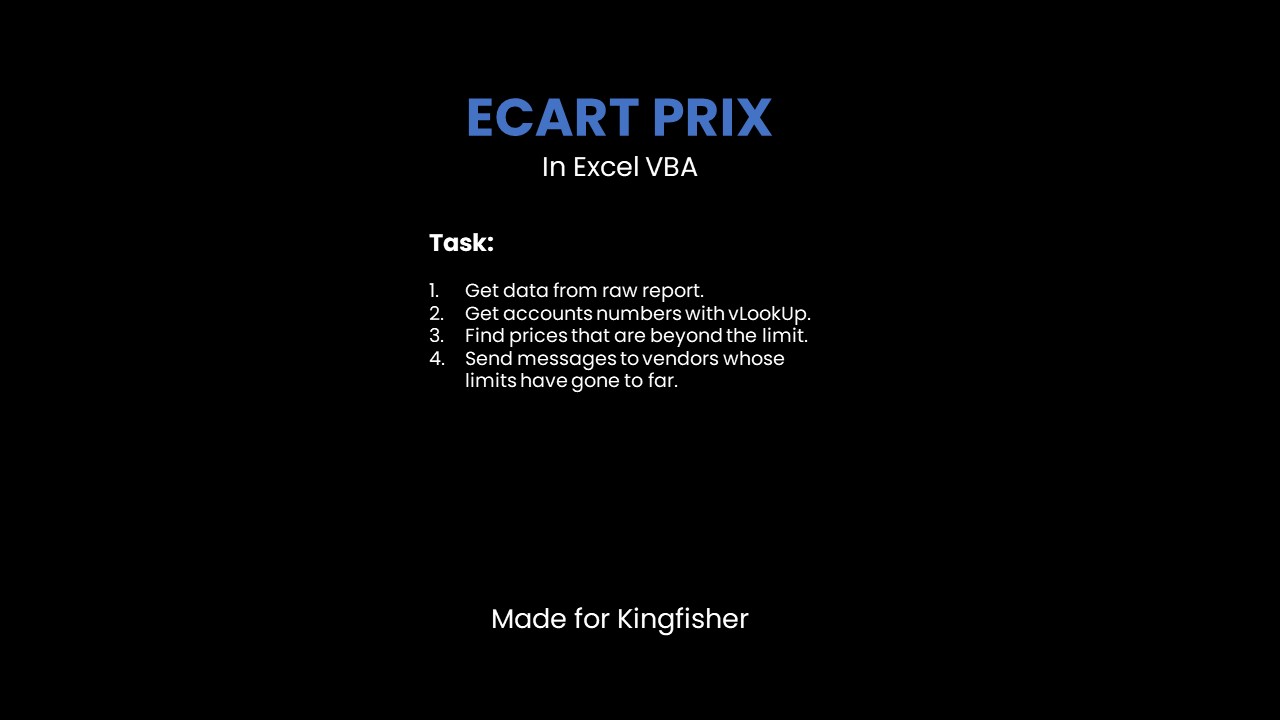 ECART PRIX
In Excel VBA
Task:
1. Get data from raw report.
2. Get accounts numbers with vLookUp.
3. Find prices that are beyond the limit.
4. Send messages to vendors whose
limits have gone to far.
Made for Kingfisher